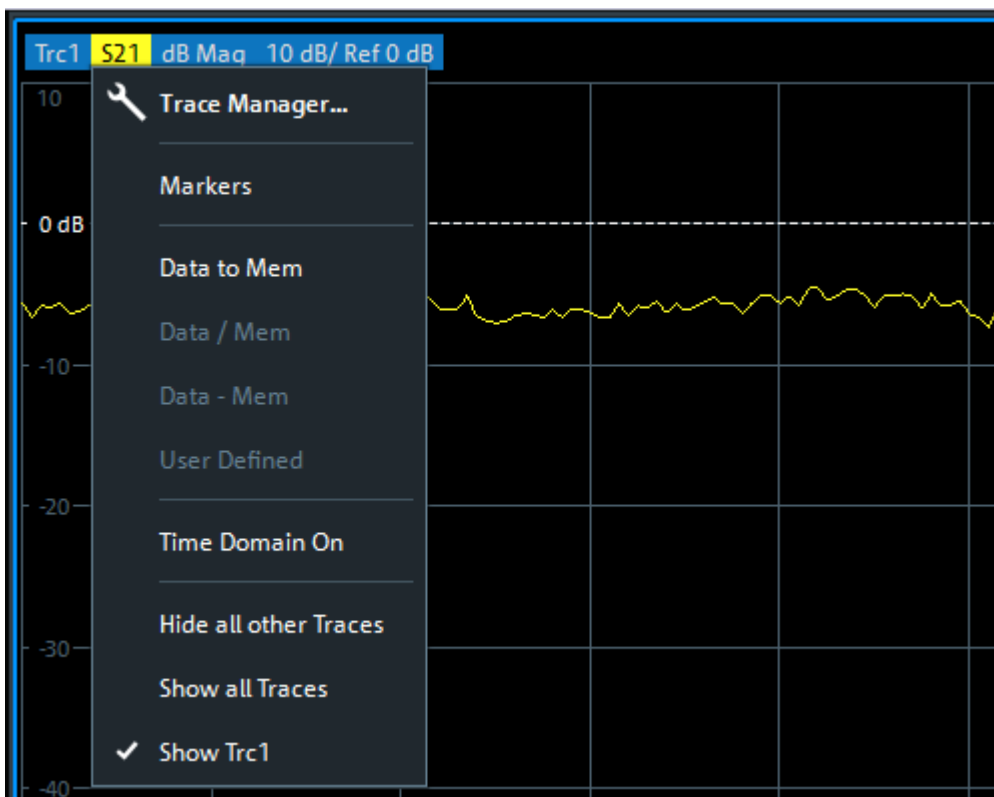 Trc1 S21 dB Mag 10 dB/ Ref 0 dB
10
Trace Manager...
Markers
0 dB
Data to Mem
Data / Mem
-10
Data - Mem
User Defined
-20
Time Domain On
Hide all other Traces
-30
Show all Traces
Show Trc1
-40